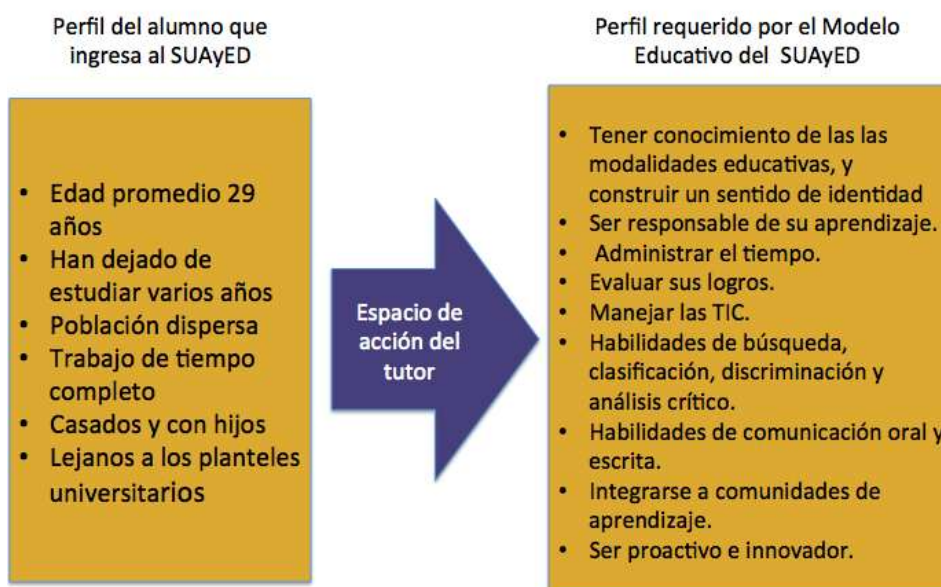 Perfil del alumno que
ingresa al SUAyED
• Edad promedio 29
años
• Han dejado de
estudiar varios años
• Población dispersa
• Trabajo de tiempo
completo
• Casados y con hijos
• Lejanos a los planteles
universitarios
Espacio de
acción del
tutor
Perfil requerido por el Modelo
Educativo del SUAyED
• Tener conocimiento de las las
modalidades educativas, y
construir un sentido de identidad
• Ser responsable de su aprendizaje.
• Administrar el tiempo.
• Evaluar sus logros.
• Manejar las TIC.
• Habilidades de búsqueda,
clasificación, discriminación y
análisis crítico.
• Habilidades de comunicación oral y
escrita.
• Integrarse a comunidades de
aprendizaje.
• Ser proactivo e innovador.